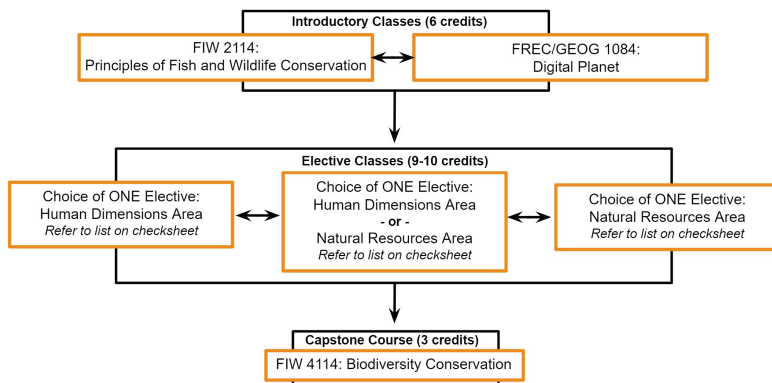 Introductory Classes (6 credits)
FIW 2114:
Principles of Fish and Wildlife Conservation
FREC/GEOG 1084:
Digital Planet
Elective Classes (9-10 credits)
Choice of ONE Elective:
Human Dimensions Area
Refer to list on checksheet
Choice of ONE Elective:
Human Dimensions Area
- or -
Natural Resources Area
Refer to list on checksheet
Choice of ONE Elective:
Natural Resources Area
Refer to list on checksheet
Capstone Course (3 credits)
FIW 4114: Biodiversity Conservation